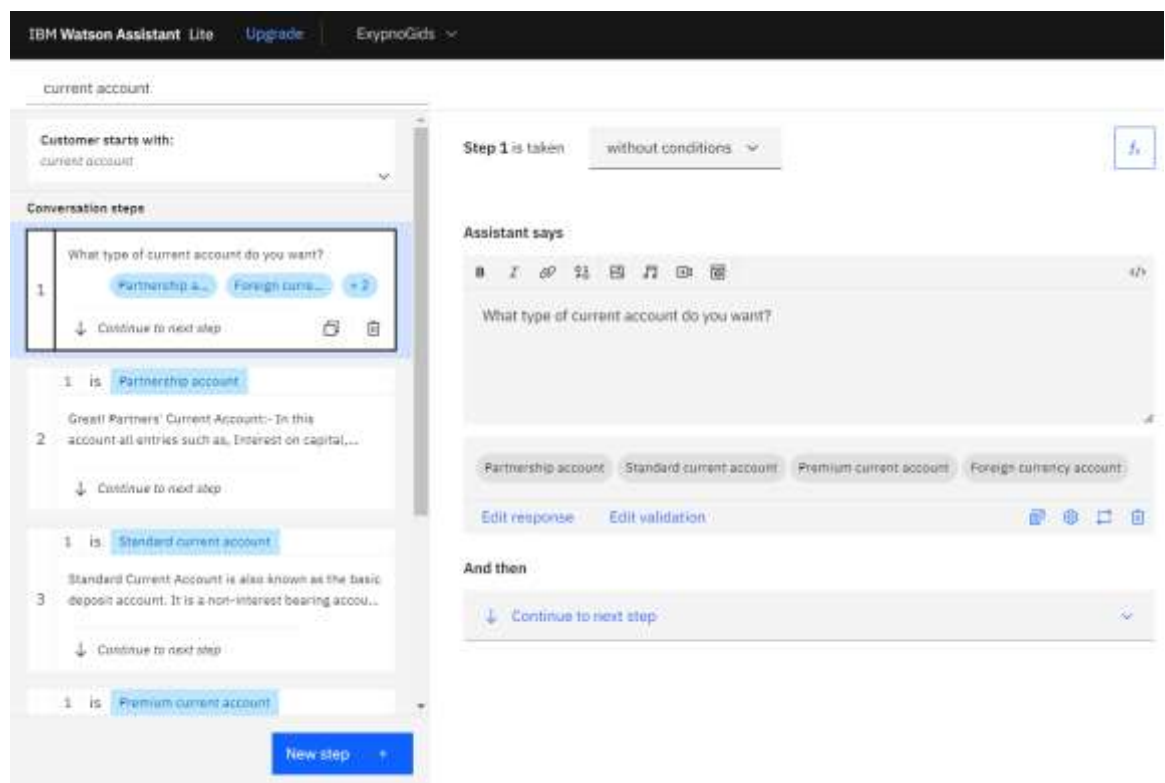 IBM Watson Assistant Lite Upgrade ExypnoGids
current account
Customer starts with:
current account
Conversation steps
1
What type of current account do you want?
Partnership a... Foreign curre... + 2
Continue to next step
1 is Partnership account
2
Great! Partners' Current Account:- In this
account all entries such as, Interest on capital,...
Continue to next step
1 is Standard current account
3
Standard Current Account is also known as the basic
deposit account. It is a non-interest bearing accou...
Continue to next step
1 is Premium current account
New step +
Step 1 is taken without conditions
fx
Assistant says
B I </>
What type of current account do you want?
Partnership account Standard current account Premium current account Foreign currency account
Edit response Edit validation
And then
Continue to next step